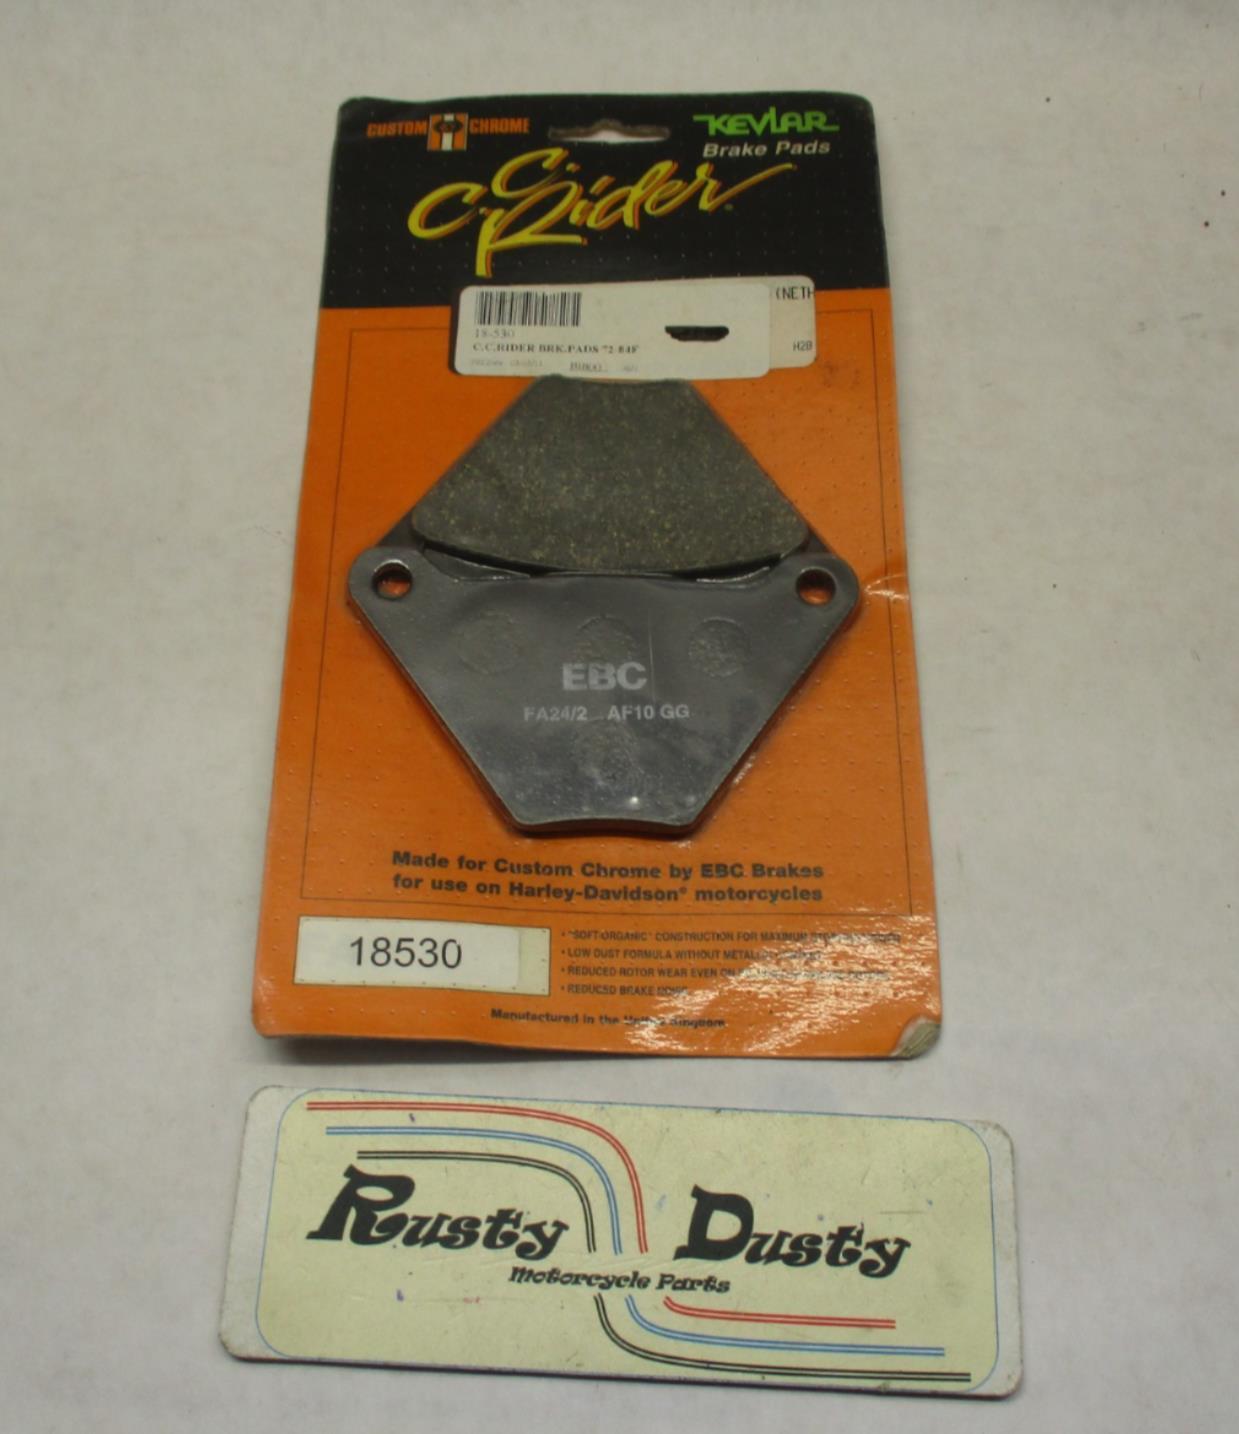 CUSTOM CHROME
KEVLAR
Brake Pads
C.C. Rider
(NETH
18-530
C.C.RIDER BRK.PADS 72-84F
H2B
EBC
FA24/2 AF10 GG
Made for Custom Chrome by EBC Brakes
for use on Harley-Davidson® motorcycles
18530
• "SOFT ORGANIC" CONSTRUCTION FOR MAXIMUM
• LOW DUST FORMULA WITHOUT METALLIC
• REDUCED ROTOR WEAR EVEN ON
• REDUCED BRAKE NOISE
Manufactured in the United Kingdom
Rusty Dusty
Motorcycle Parts